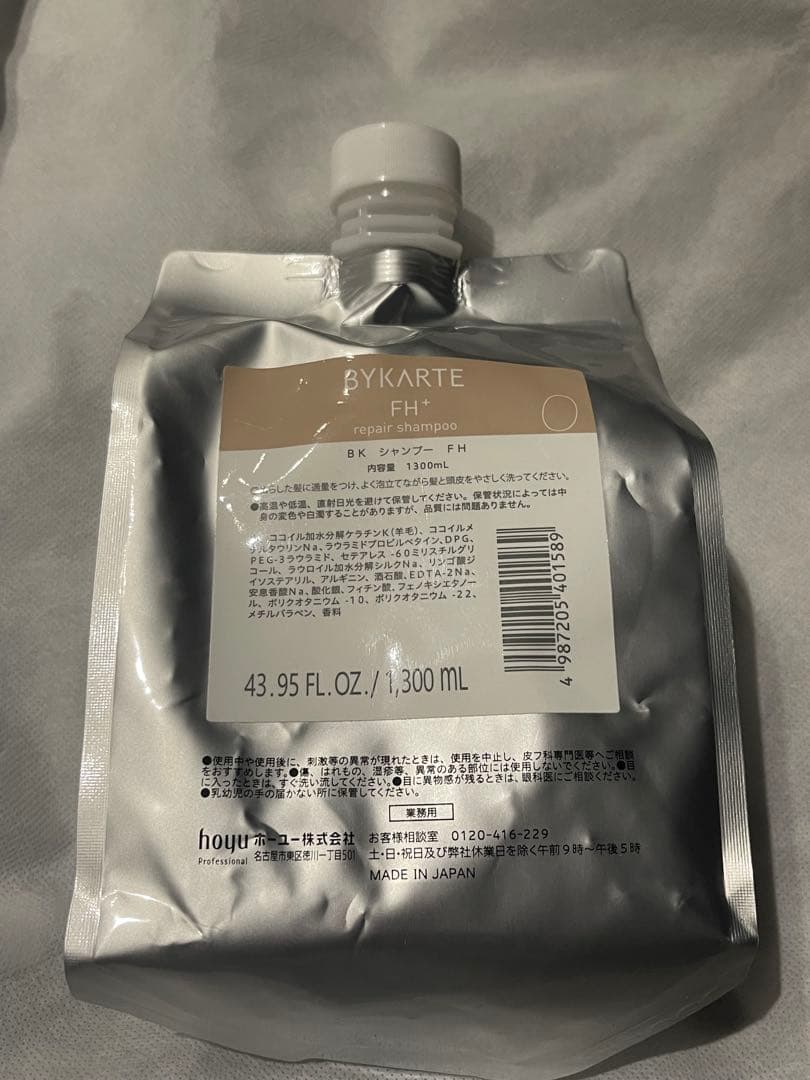 BYKARTE
FH+
repair shampoo
BK シャンプー FH
内容量 1300mL
らした髪に適量をつけ、よく泡立てながら髪と頭皮をやさしく洗ってください。
●高温や低温、直射日光を避けて保管してください。保管状況によっては中
身の変色や白濁することがありますが、品質には問題ありません。
ココイル加水分解ケラチンK(羊毛)、ココイルメ
チルタウリンNa、ラウラミドプロピルベタイン、DPG、
PEG-3ラウラミド、セテアレス-60ミリスチルグリ
コール、ラウロイル加水分解シルクNa、リンゴ酸ジ
イソステアリル、アルギニン、酒石酸、EDTA-2Na、
安息香酸Na、酸化銀、フィチン酸、フェノキシエタノー
ル、ポリクオタニウム-10、ポリクオタニウム-22、
メチルパラベン、香料
4 987205 401589
43.95 FL.OZ./ 1,300 mL
●使用中や使用後に、刺激等の異常が現れたときは、使用を中止し、皮フ科専門医等へご相談
をおすすめします。●傷、はれもの、湿疹等、異常のある部位には使用しないでください。●目
に入ったときは、すぐ洗い流してください。●目に異物感が残るときは、眼科医にご相談ください。
●乳幼児の手の届かない所に保管してください。
業務用
hoyu ホーユー株式会社 お客様相談室 0120-416-229
Professional 名古屋市東区徳川一丁目501 土・日・祝日及び弊社休業日を除く午前9時～午後5時
MADE IN JAPAN